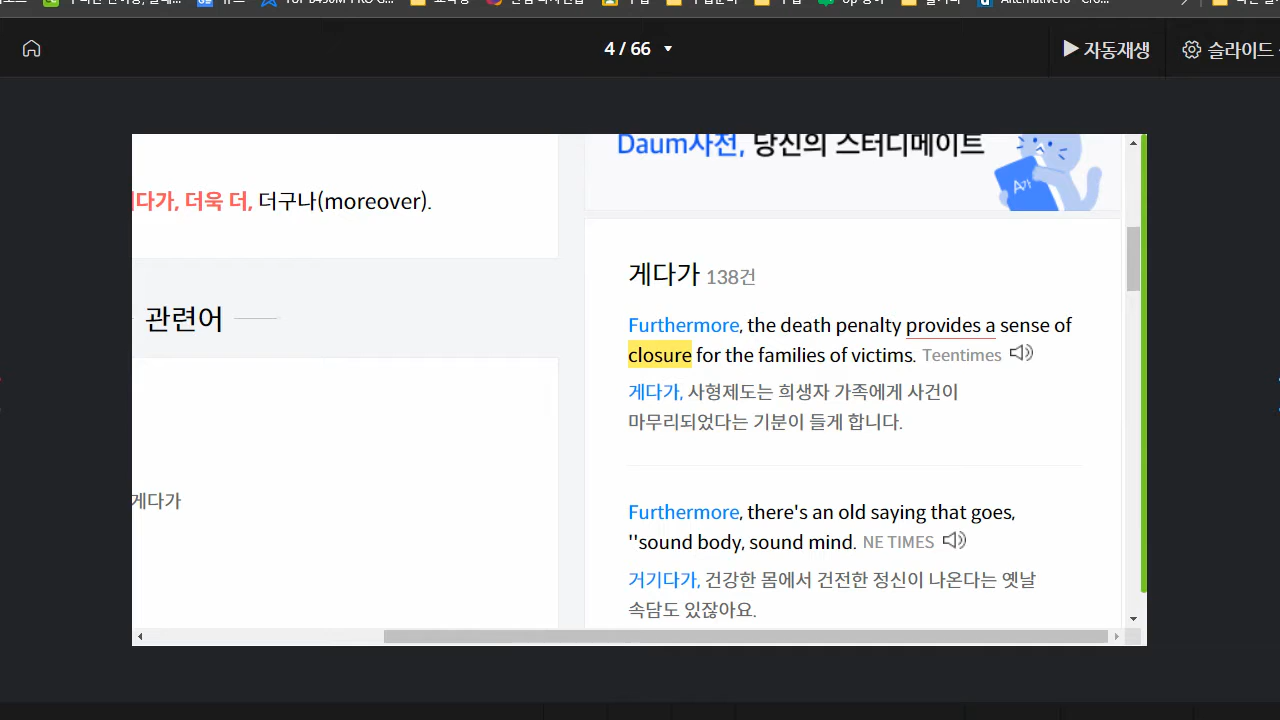 4 / 66
자동재생
슬라이드
Daum사전, 당신의 스터디메이트
다가, 더욱 더, 더구나(moreover).
관련어
게다가
게다가 138건
Furthermore, the death penalty provides a sense of
closure for the families of victims. Teentimes
게다가, 사형제도는 희생자 가족에게 사건이
마무리되었다는 기분이 들게 합니다.
Furthermore, there's an old saying that goes,
''sound body, sound mind. NE TIMES
거기다가, 건강한 몸에서 건전한 정신이 나온다는 옛날
속담도 있잖아요.